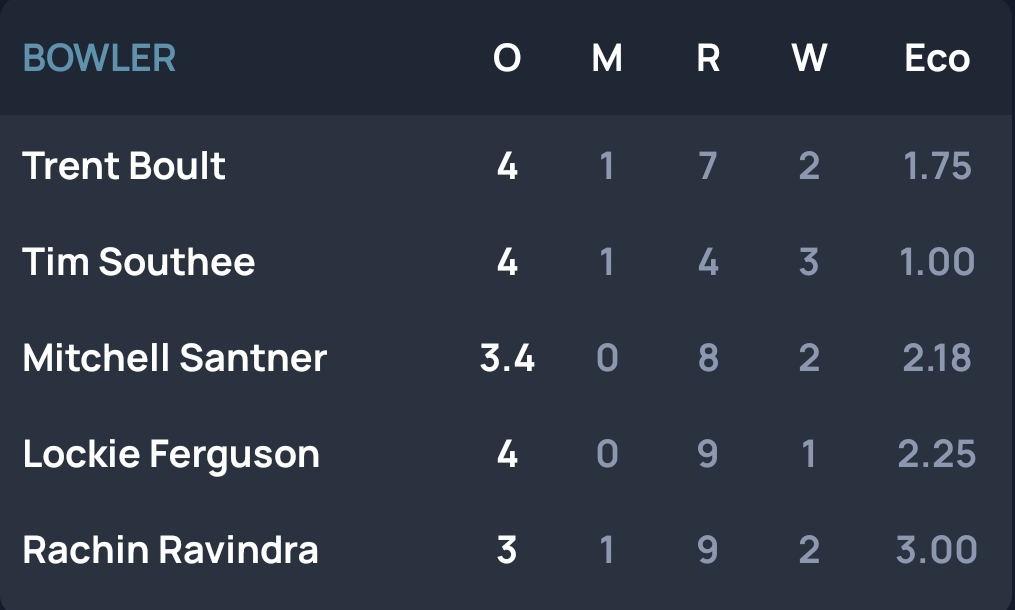 BOWLER O M R W Eco
Trent Boult 4 1 7 2 1.75
Tim Southee 4 1 4 3 1.00
Mitchell Santner 3.4 0 8 2 2.18
Lockie Ferguson 4 0 9 1 2.25
Rachin Ravindra 3 1 9 2 3.00